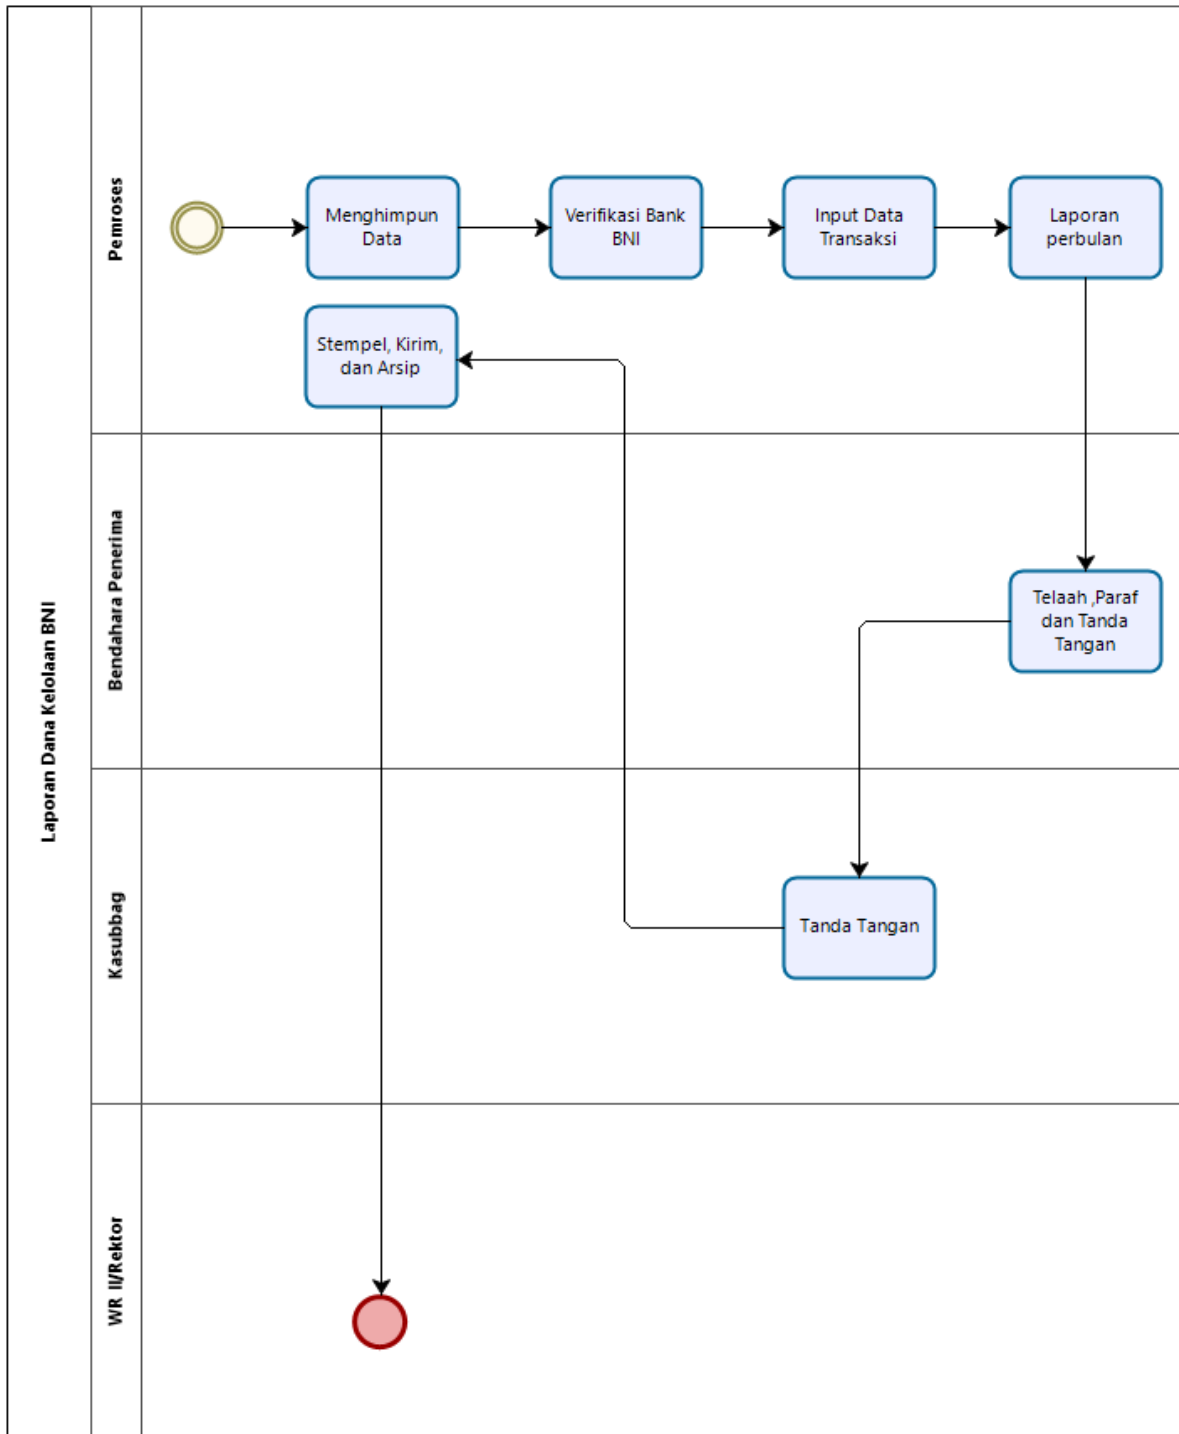 Laporan Dana Kelolaan BNI
Pemroses
Menghimpun
Data
Verifikasi Bank
BNI
Input Data
Transaksi
Laporan
perbulan
Stempel, Kirim,
dan Arsip
Bendahara Penerima
Telaah ,Paraf
dan Tanda
Tangan
Kasubbag
Tanda Tangan
WR II/Rektor